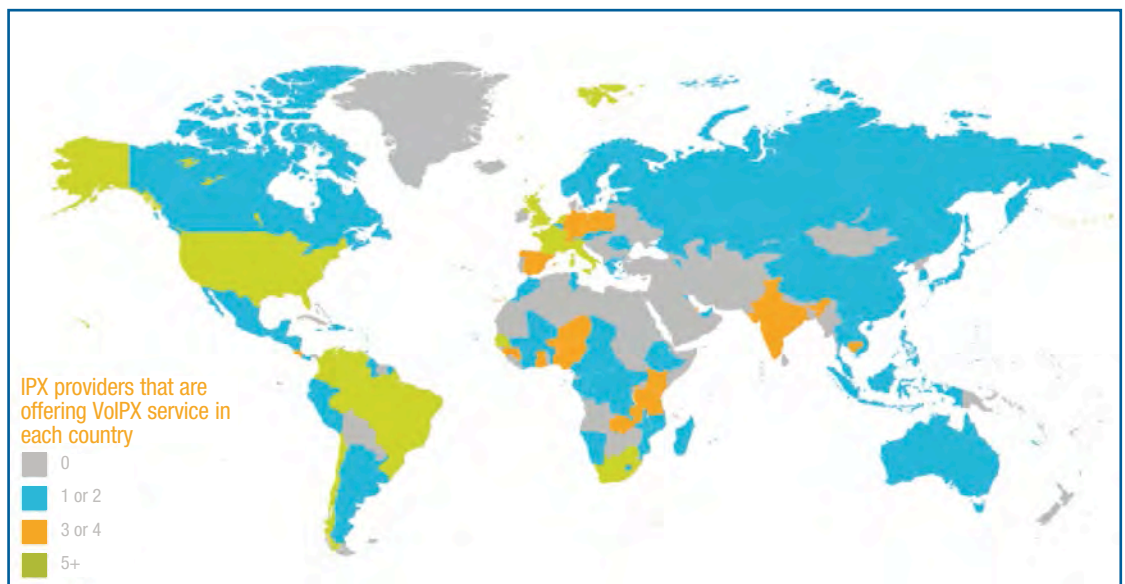 IPX providers that are
offering VoIPX service in
each country
0
1 or 2
3 or 4
5+